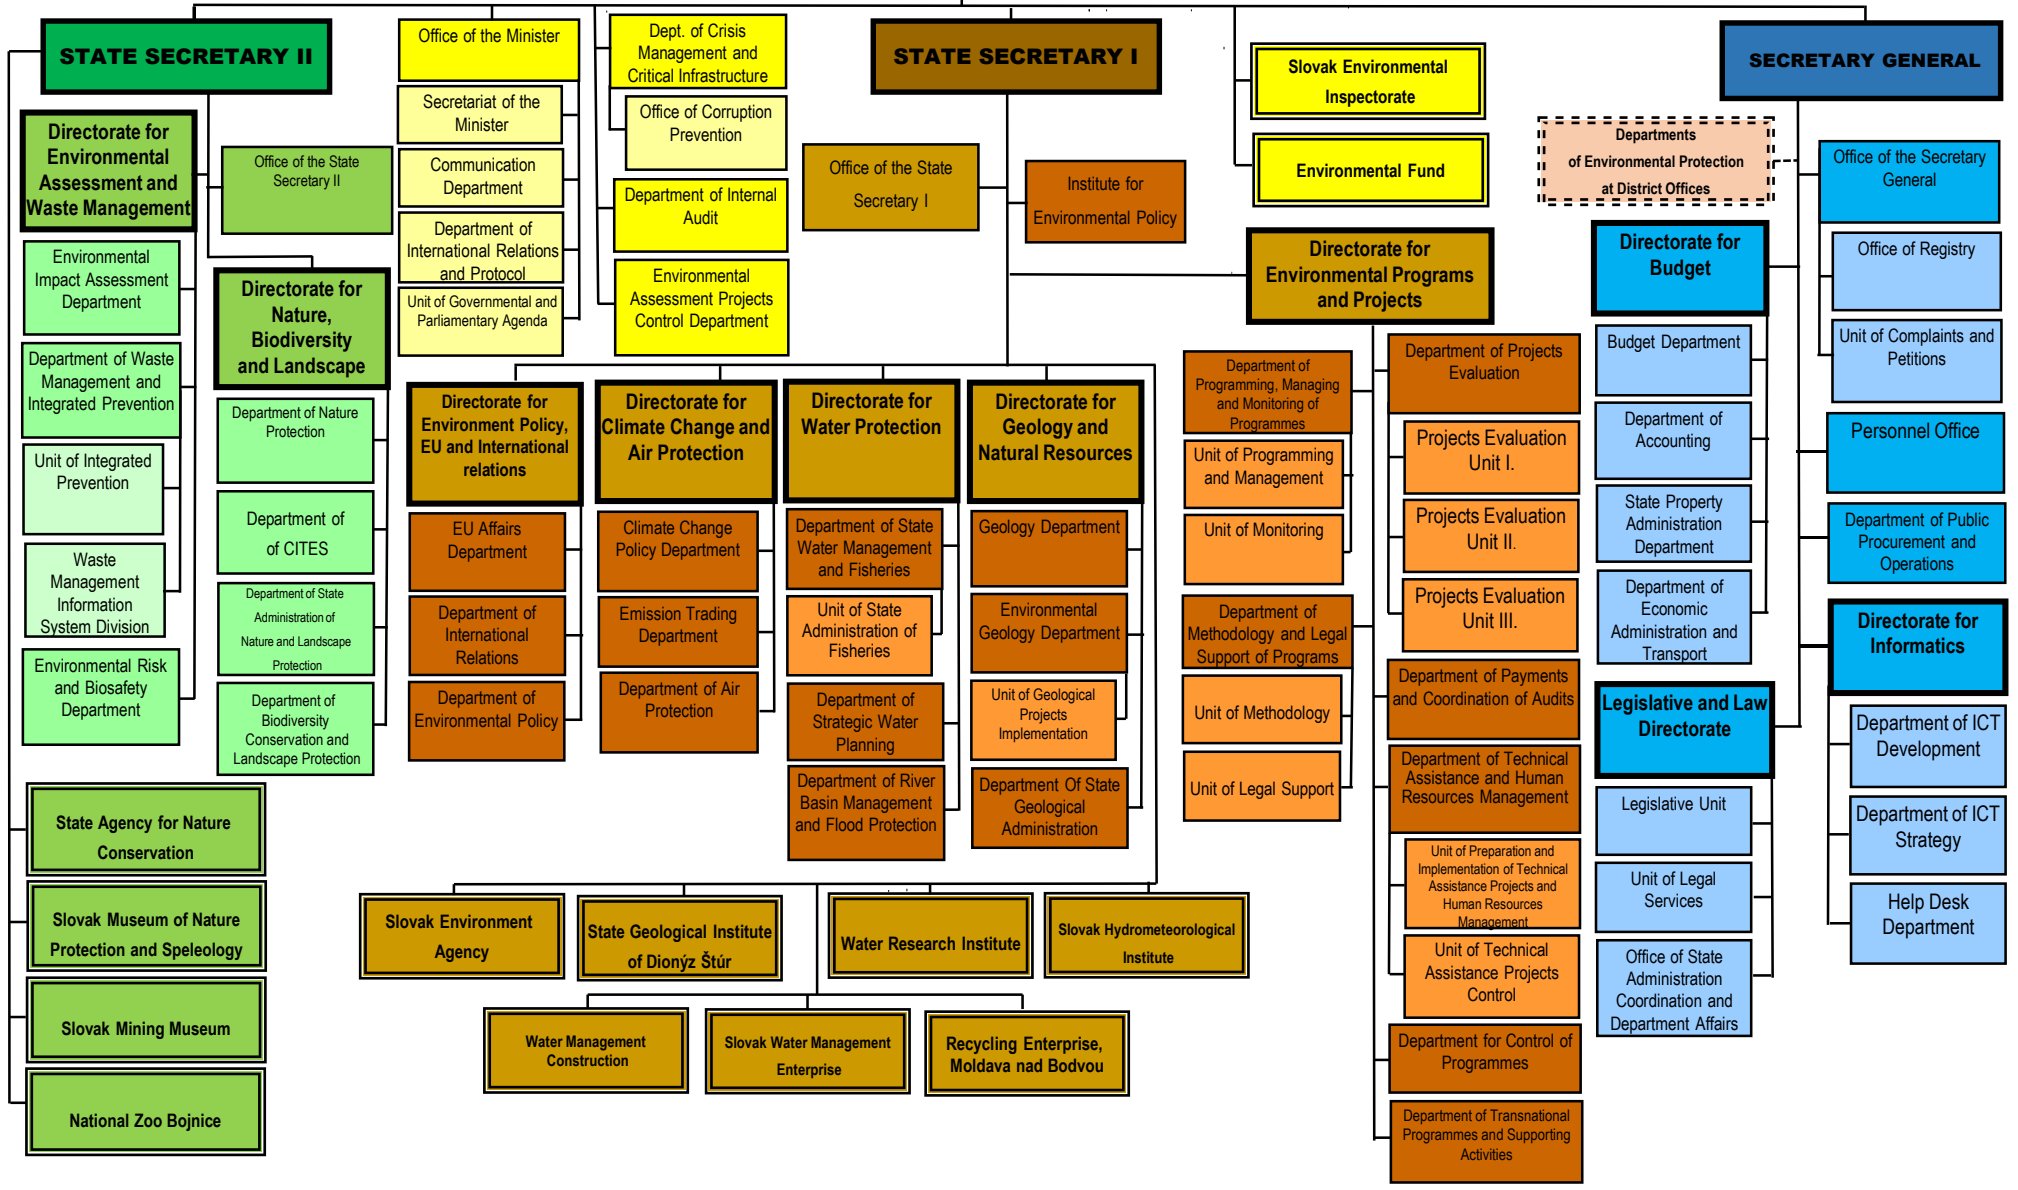 STATE SECRETARY II
Directorate for
Environmental
Assessment and
Waste Management
Office of the State
Secretary II
Environmental
Impact Assessment
Department
Department of Waste
Management and
Integrated Prevention
Unit of Integrated
Prevention
Waste
Management
Information
System Division
Environmental Risk
and Biosafety
Department
Directorate for
Nature,
Biodiversity
and Landscape
Department of Nature
Protection
Department of
of CITES
Department of State
Administration of
Nature and Landscape
Protection
Department of
Biodiversity
Conservation and
Landscape Protection
State Agency for Nature
Conservation
Slovak Museum of Nature
Protection and Speleology
Slovak Mining Museum
National Zoo Bojnice
Office of the Minister
Secretariat of the
Minister
Communication
Department
Department of
International Relations
and Protocol
Unit of Governmental and
Parliamentary Agenda
Dept. of Crisis
Management and
Critical Infrastructure
Office of Corruption
Prevention
Department of Internal
Audit
Environmental
Assessment Projects
Control Department
STATE SECRETARY I
Office of the State
Secretary I
Institute for
Environmental Policy
Slovak Environmental
Inspectorate
Environmental Fund
Directorate for
Environment Policy,
EU and International
relations
EU Affairs
Department
Department of
International
Relations
Department of
Environmental Policy
Directorate for
Climate Change and
Air Protection
Climate Change
Policy Department
Emission Trading
Department
Department of Air
Protection
Directorate for
Water Protection
Department of State
Water Management
and Fisheries
Unit of State
Administration of
Fisheries
Department of
Strategic Water
Planning
Department of River
Basin Management
and Flood Protection
Directorate for
Geology and
Natural Resources
Geology Department
Environmental
Geology Department
Unit of Geological
Projects
Implementation
Department Of State
Geological
Administration
Slovak Environment
Agency
State Geological Institute
of Dionýz Štúr
Water Research Institute
Slovak Hydrometeorological
Institute
Water Management
Construction
Slovak Water Management
Enterprise
Recycling Enterprise,
Moldava nad Bodvou
Directorate for
Environmental Programs
and Projects
Department of
Programming, Managing
and Monitoring of
Programmes
Unit of Programming
and Management
Unit of Monitoring
Department of
Methodology and Legal
Support of Programs
Unit of Methodology
Unit of Legal Support
Department of Projects
Evaluation
Projects Evaluation
Unit I.
Projects Evaluation
Unit II.
Projects Evaluation
Unit III.
Department of Payments
and Coordination of Audits
Department of Technical
Assistance and Human
Resources Management
Unit of Preparation and
Implementation of Technical
Assistance Projects and
Human Resources
Management
Unit of Technical
Assistance Projects
Control
Department for Control of
Programmes
Department of Transnational
Programmes and Supporting
Activities
SECRETARY GENERAL
Departments
of Environmental Protection
at District Offices
Directorate for
Budget
Budget Department
Department of
Accounting
State Property
Administration
Department
Department of
Economic
Administration and
Transport
Legislative and Law
Directorate
Legislative Unit
Unit of Legal
Services
Office of State
Administration
Coordination and
Department Affairs
Office of the Secretary
General
Office of Registry
Unit of Complaints and
Petitions
Personnel Office
Department of Public
Procurement and
Operations
Directorate for
Informatics
Department of ICT
Development
Department of ICT
Strategy
Help Desk
Department